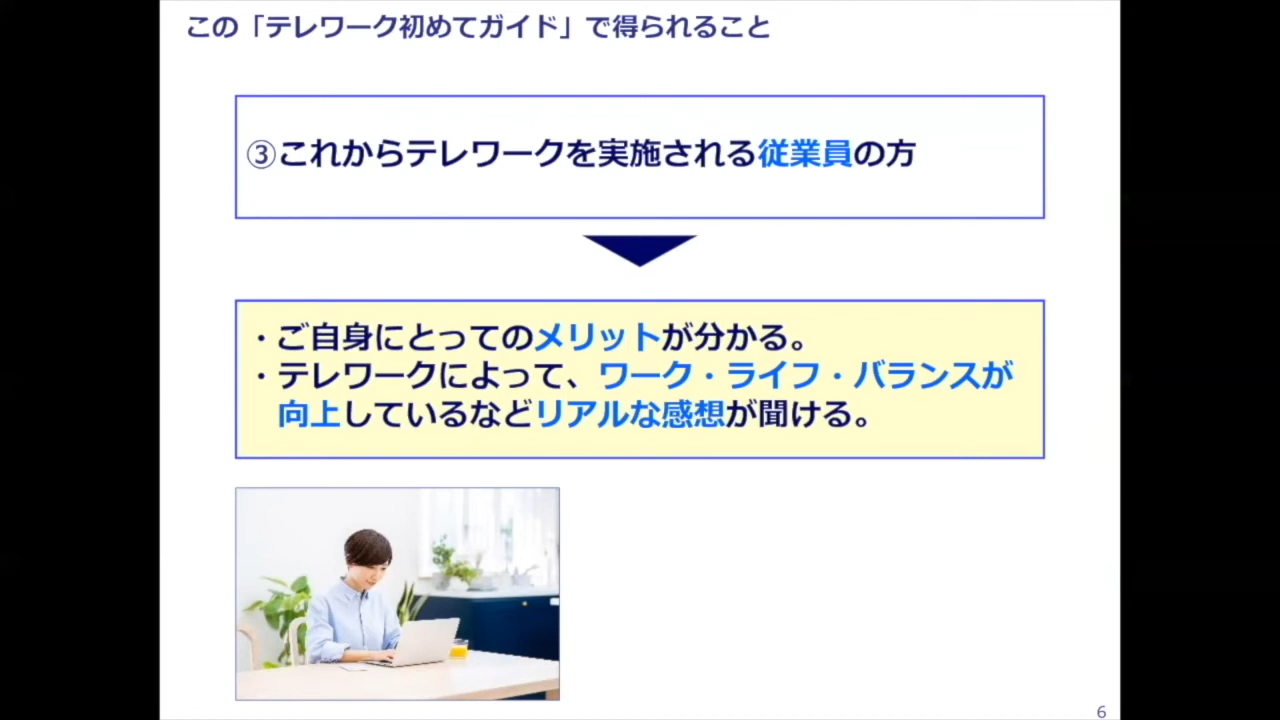 この「テレワーク初めてガイド」で得られること
③これからテレワークを実施される従業員の方
・ご自身にとってのメリットが分かる。
・テレワークによって、ワーク・ライフ・バランスが
向上しているなどリアルな感想が聞ける。
6